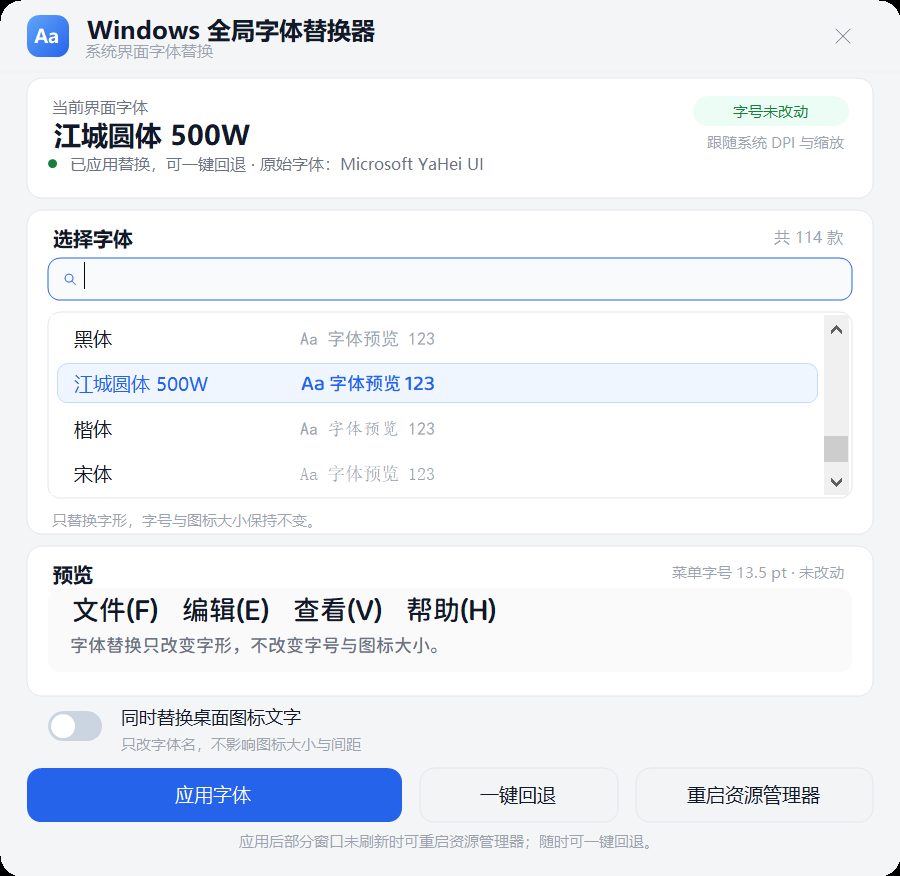 Aa
Windows 全局字体替换器
系统界面字体替换
当前界面字体
字号未改动
江城圆体 500W
跟随系统 DPI 与缩放
已应用替换，可一键回退 · 原始字体：Microsoft YaHei UI
选择字体
共 114 款
黑体 Aa 字体预览 123
江城圆体 500W Aa 字体预览 123
楷体 Aa 字体预览 123
宋体 Aa 字体预览 123
只替换字形，字号与图标大小保持不变。
预览
菜单字号 13.5 pt · 未改动
文件(F) 编辑(E) 查看(V) 帮助(H)
字体替换只改变字形，不改变字号与图标大小。
同时替换桌面图标文字
只改字体名，不影响图标大小与间距
应用字体 一键回退 重启资源管理器
应用后部分窗口未刷新时可重启资源管理器；随时可一键回退。